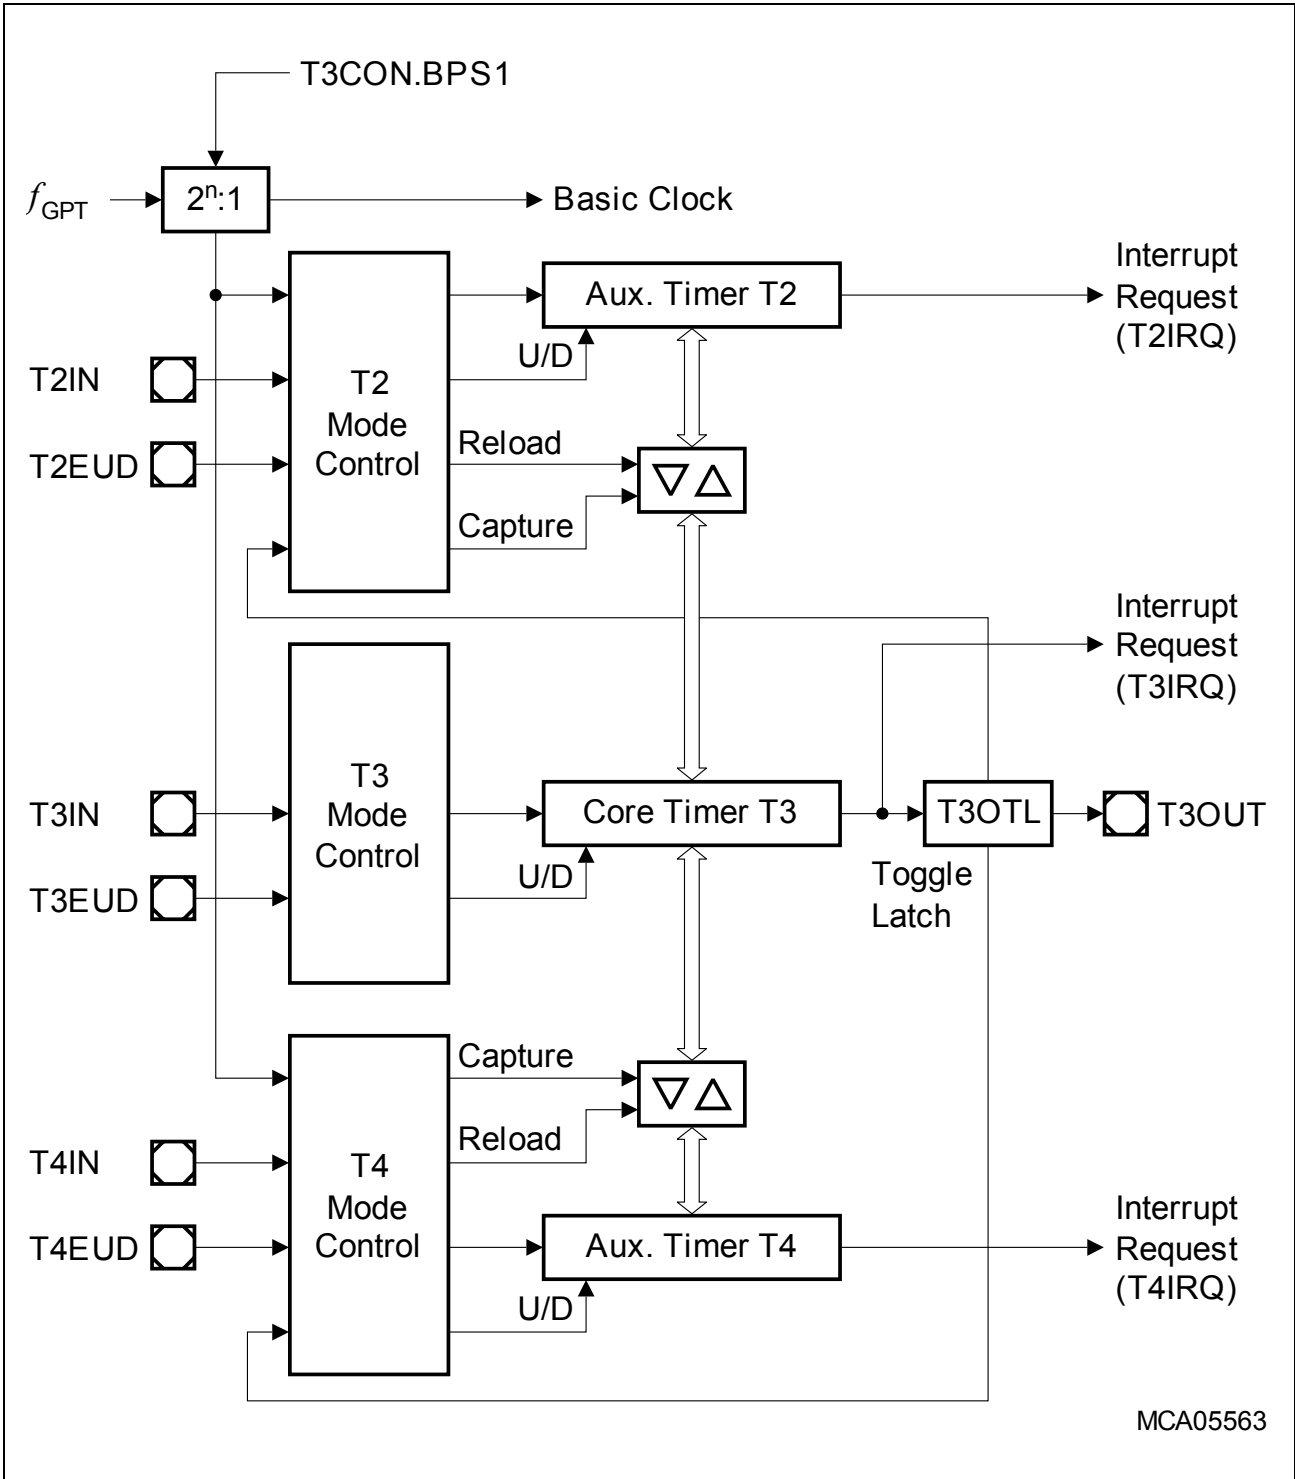 T3CON.BPS1
fGPT
2ⁿ:1
Basic Clock
Interrupt
Request
(T2IRQ)
Aux. Timer T2
U/D
T2IN
T2
Mode
Control
T2EUD
Reload
Capture
Interrupt
Request
(T3IRQ)
T3IN
T3
Mode
Control
Core Timer T3
T3OTL
T3OUT
U/D
T3EUD
Toggle
Latch
Capture
Reload
T4IN
T4
Mode
Control
T4EUD
Aux. Timer T4
U/D
Interrupt
Request
(T4IRQ)
MCA05563